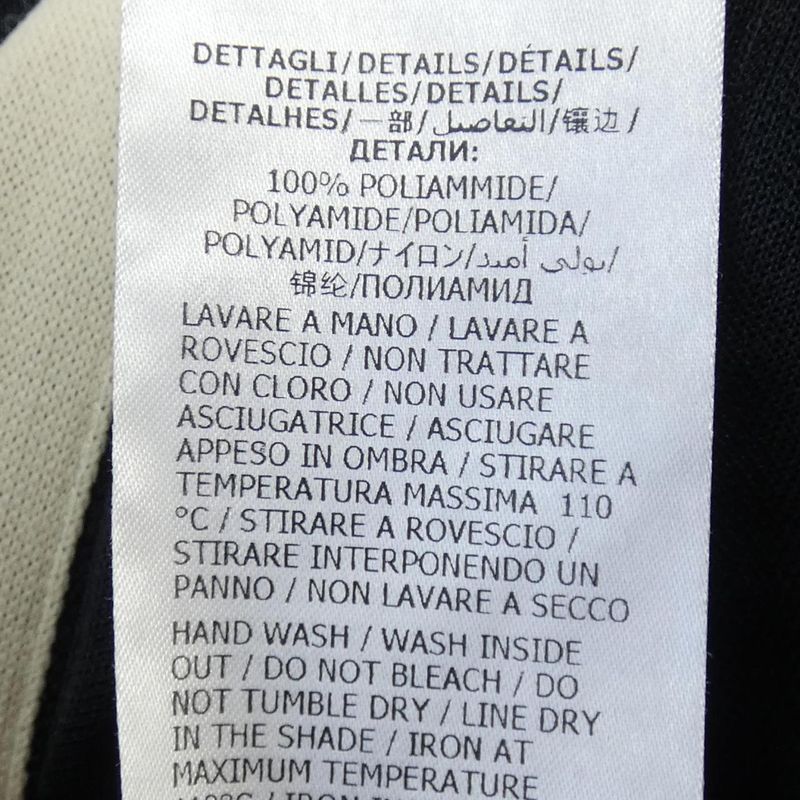 DETTAGLI/DETAILS/DÉTAILS/
DETALLES/DETAILS/
DETALHES/一部/التفاصيل/镶边/
ДЕТАЛИ:
100% POLIAMMIDE/
POLYAMIDE/POLIAMIDA/
POLYAMID/ナイロン/بولي أميد/
锦纶/ПОЛИАМИД
LAVARE A MANO / LAVARE A
ROVESCIO / NON TRATTARE
CON CLORO / NON USARE
ASCIUGATRICE / ASCIUGARE
APPESO IN OMBRA / STIRARE A
TEMPERATURA MASSIMA 110
°C / STIRARE A ROVESCIO /
STIRARE INTERPONENDO UN
PANNO / NON LAVARE A SECCO
HAND WASH / WASH INSIDE
OUT / DO NOT BLEACH / DO
NOT TUMBLE DRY / LINE DRY
IN THE SHADE / IRON AT
MAXIMUM TEMPERATURE
110°C / IRON